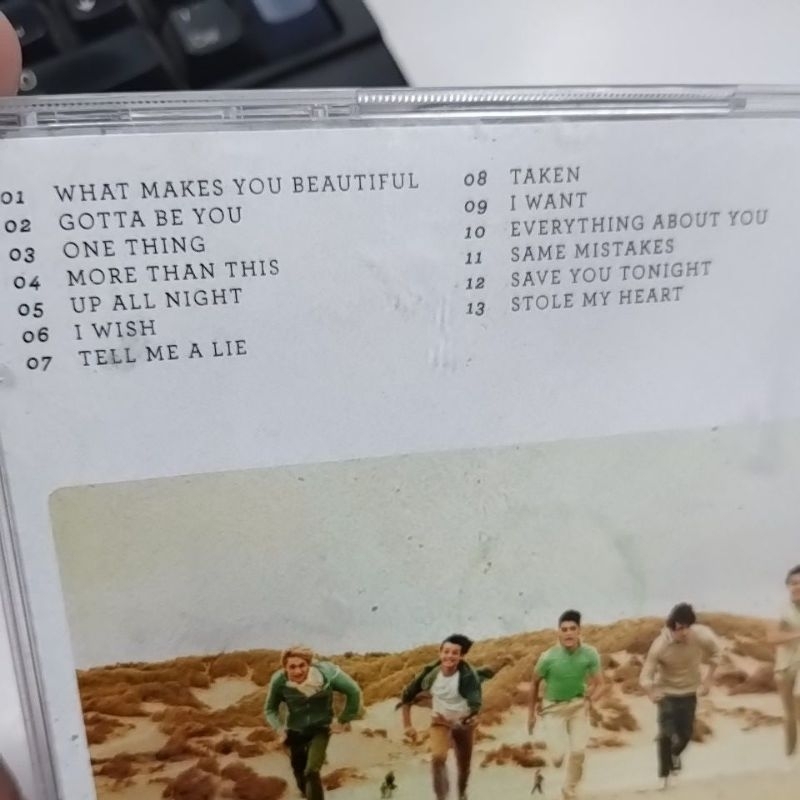 01 WHAT MAKES YOU BEAUTIFUL
02 GOTTA BE YOU
03 ONE THING
04 MORE THAN THIS
05 UP ALL NIGHT
06 I WISH
07 TELL ME A LIE
08 TAKEN
09 I WANT
10 EVERYTHING ABOUT YOU
11 SAME MISTAKES
12 SAVE YOU TONIGHT
13 STOLE MY HEART